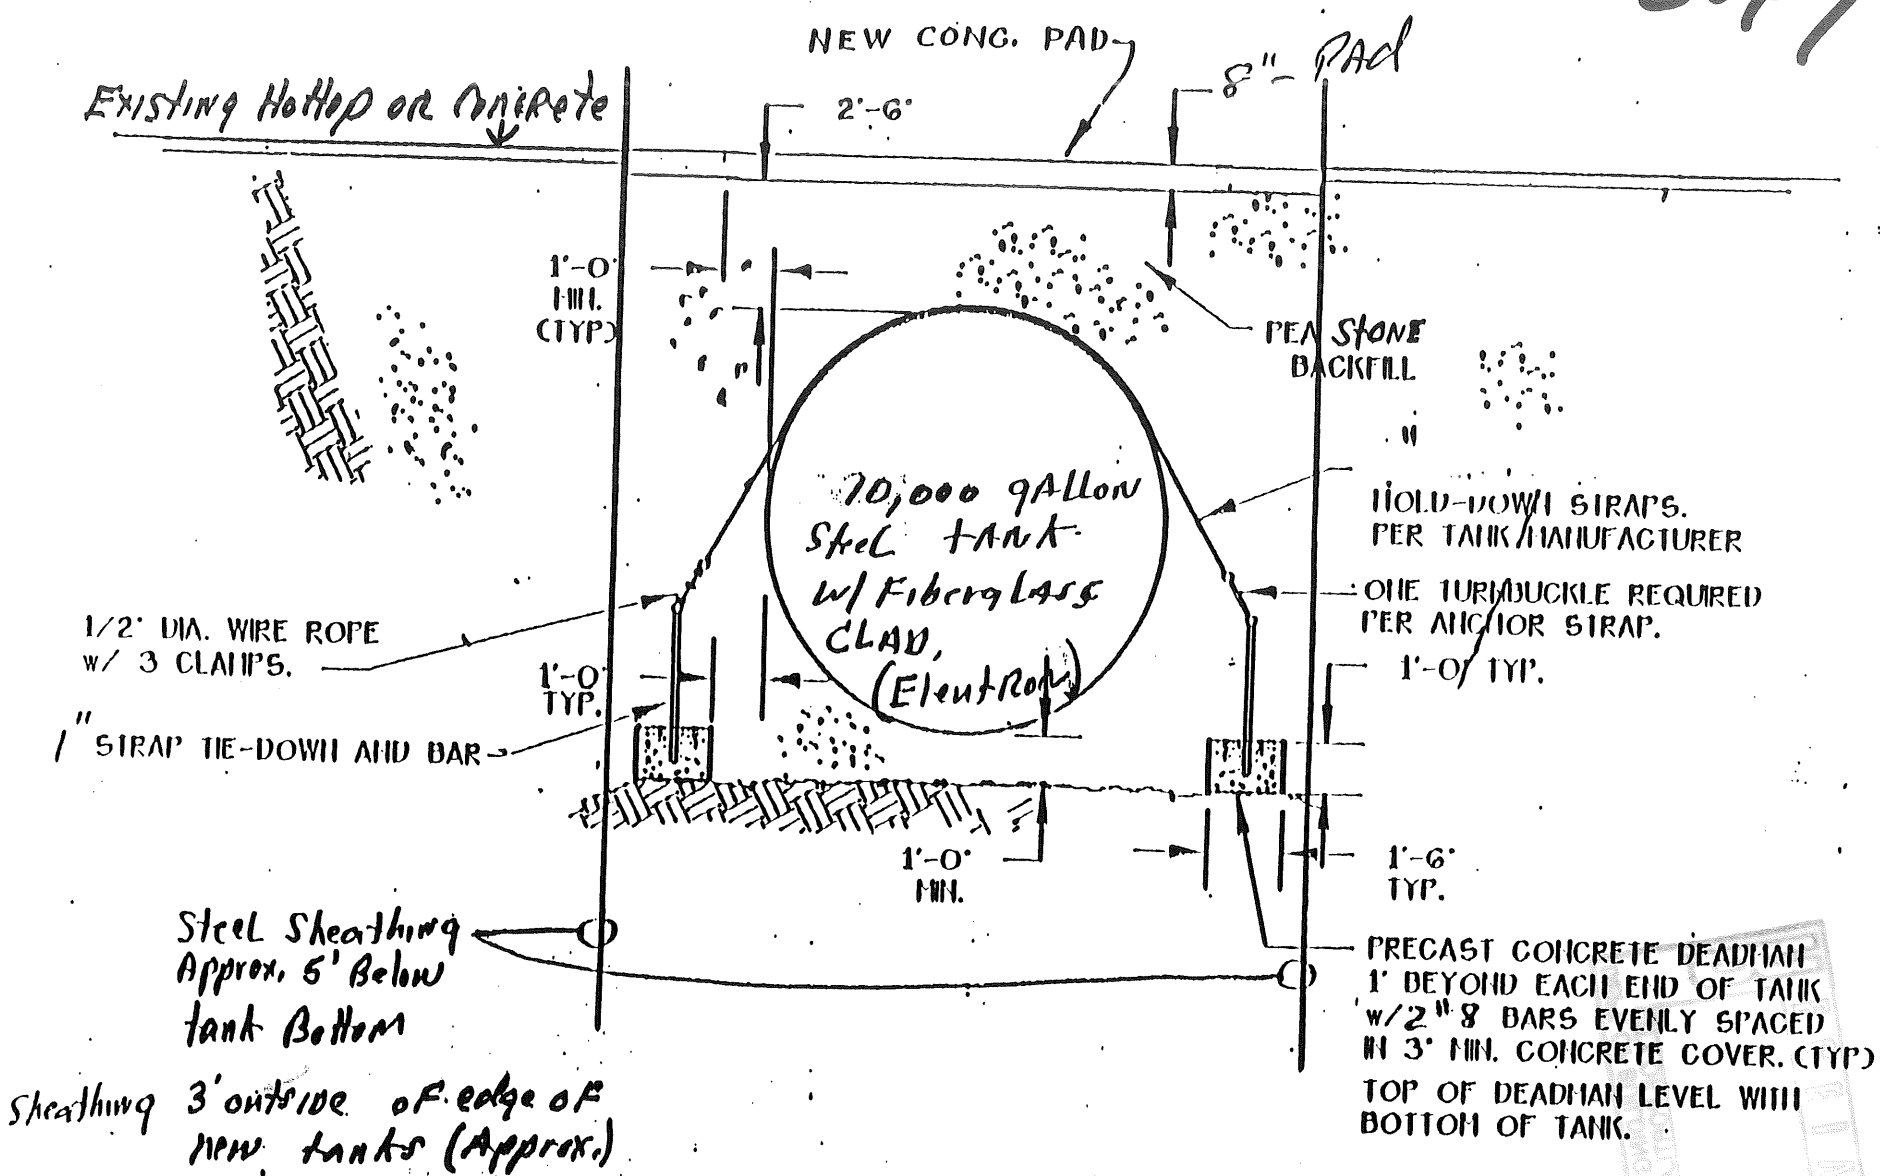 Copy
NEW CONC. PAD
8"- PAd
Existing Hottop or Concrete
2'-6"
1'-0"
MIN.
(TYP)
PEA StONE
BACKFILL
10,000 gALLON
SteeL tANK
w/ FibergLass
CLAD,
HOLD-DOWN STRAPS.
PER TANK MANUFACTURER
ONE TURNBUCKLE REQUIRED
PER ANCHOR STRAP.
1/2" DIA. WIRE ROPE
w/ 3 CLAMPS.
1'-0"
TYP.
1'-0" TYP.
1" STRAP TIE-DOWN AND BAR
1'-0"
MIN.
1'-6"
TYP.
SteeL Sheathing
Approx. 5' Below
tank Bottom
PRECAST CONCRETE DEADMAN
1' BEYOND EACH END OF TANK
w/2 #8 BARS EVENLY SPACED
IN 3" MIN. CONCRETE COVER. (TYP)
TOP OF DEADMAN LEVEL WITH
BOTTOM OF TANK.
Sheathing 3' outside of edge of
new tanks (Approx.)